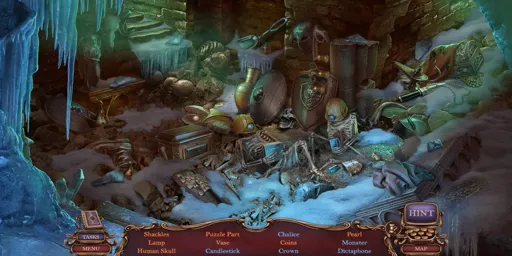 HINT
TASKS
MENU
Shackles Puzzle Part Chalice Pearl
Lamp Vase Coins Monster
Human Skull Candlestick Crown Dictaphone
MAP